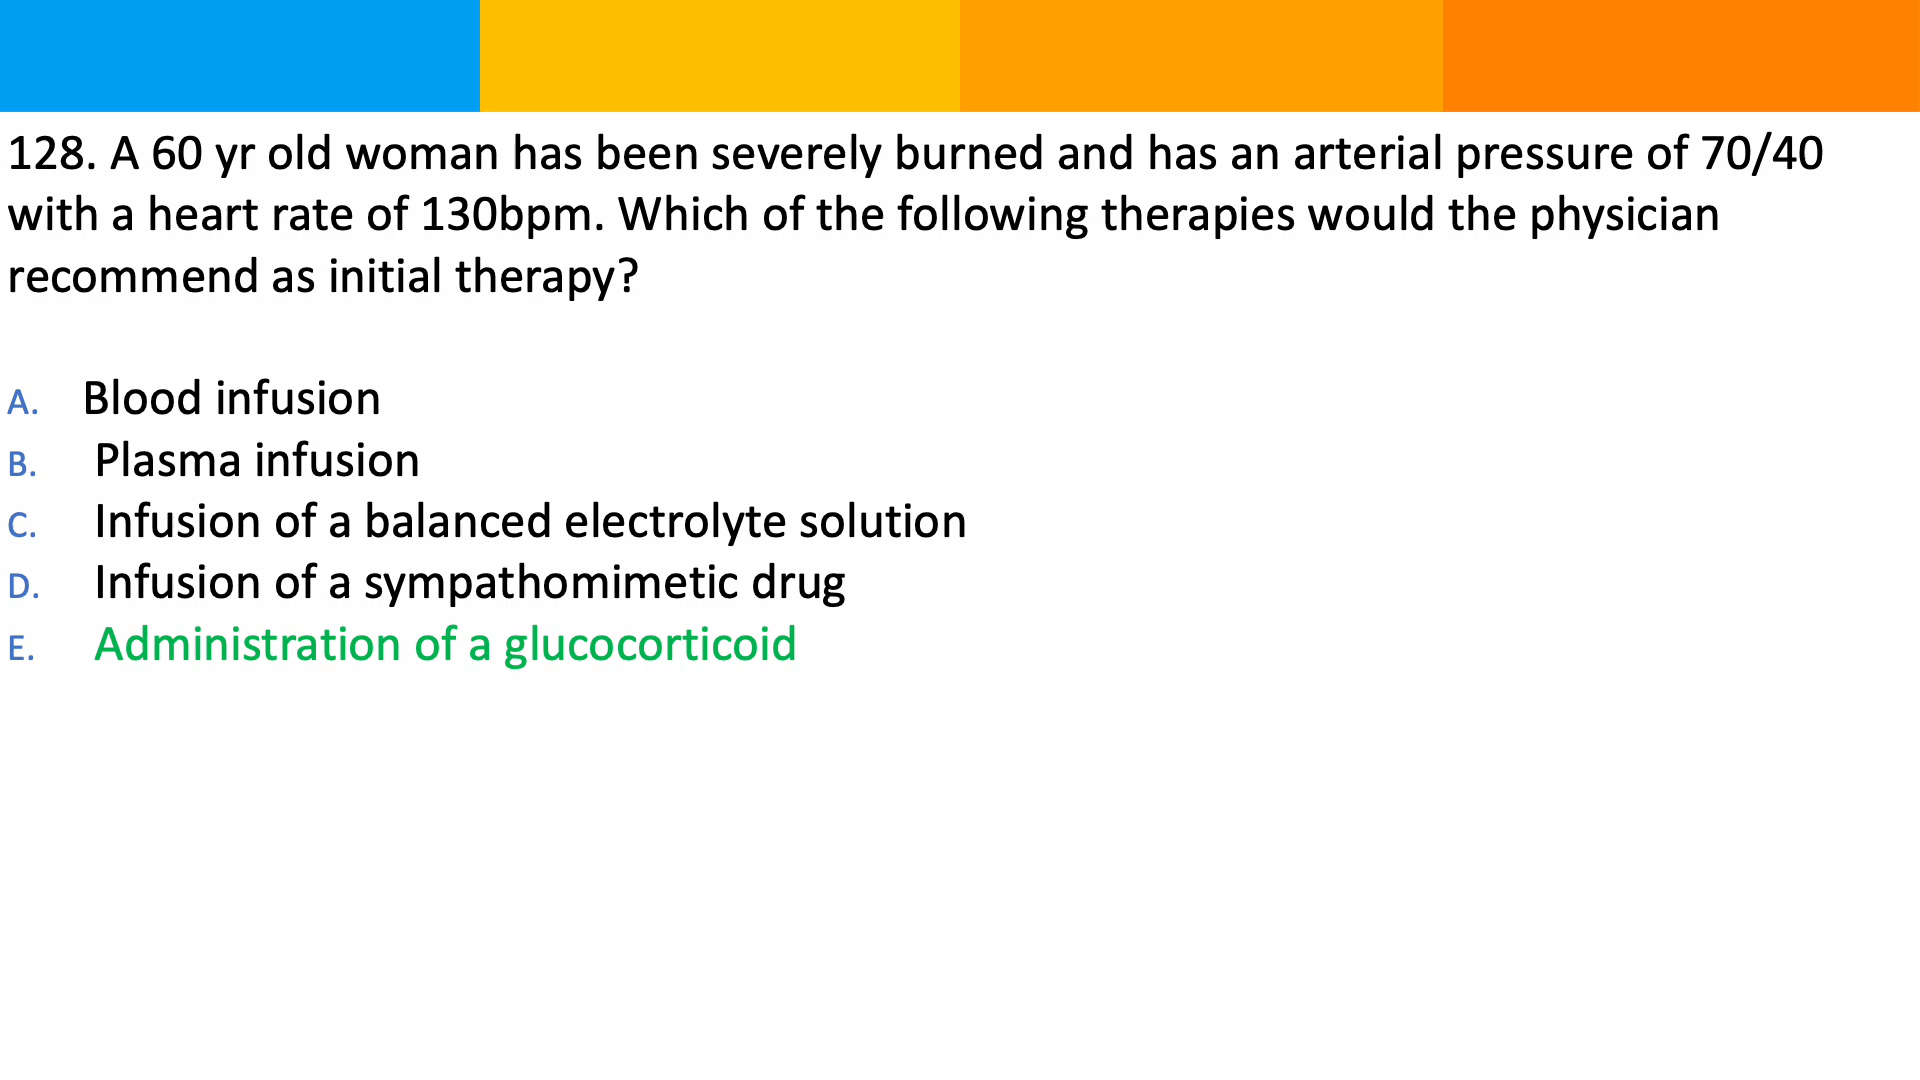 128. A 60 yr old woman has been severely burned and has an arterial pressure of 70/40
with a heart rate of 130bpm. Which of the following therapies would the physician
recommend as initial therapy?
A. Blood infusion
B. Plasma infusion
C. Infusion of a balanced electrolyte solution
D. Infusion of a sympathomimetic drug
E. Administration of a glucocorticoid